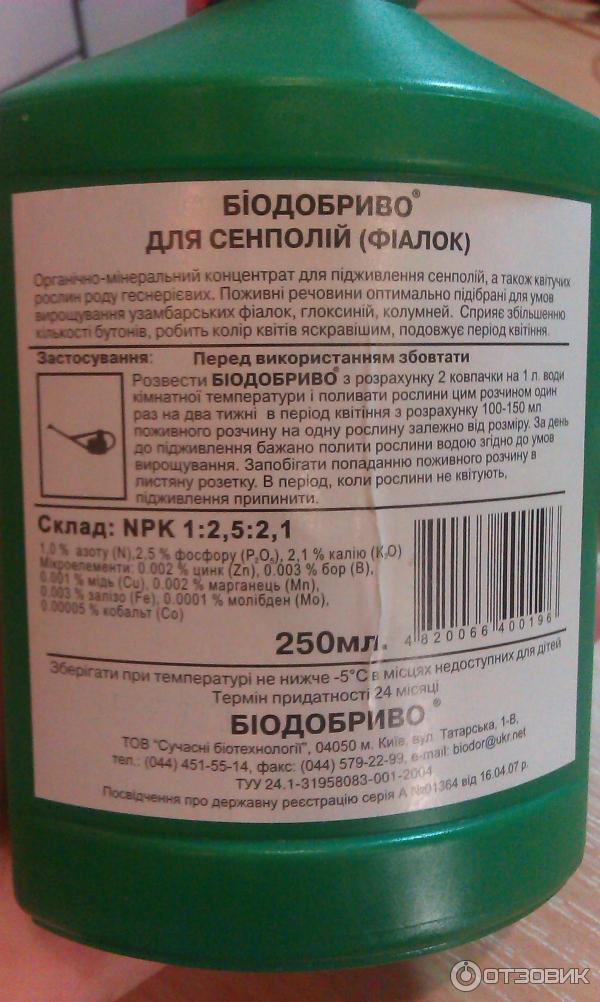 БІОДОБРИВО®
ДЛЯ СЕНПОЛІЙ (ФІАЛОК)
Органічно-мінеральний концентрат для підживлення сенполій, а також квітучих
рослин роду геснерієвих. Поживні речовини оптимально підібрані для умов
вирощування узамбарських фіалок, глоксиній, колумней. Сприяє збільшенню
кількості бутонів, робить колір квітів яскравішим, подовжує період квітіння.
Застосування: Перед використанням збовтати
Розвести БІОДОБРИВО® з розрахунку 2 ковпачки на 1 л. води
кімнатної температури і поливати рослини цим розчином один
раз на два тижні в період квітіння з розрахунку 100-150 мл
поживного розчину на одну рослину залежно від розміру. За день
до підживлення бажано полити рослини водою згідно до умов
вирощування. Запобігати попаданню поживного розчину в
листяну розетку. В період, коли рослини не квітують,
підживлення припинити.
Склад: NPK 1:2,5:2,1
1,0 % азоту (N),2,5 % фосфору (P₂O₅), 2,1 % калію (K₂O)
Мікроелементи: 0.002 % цинк (Zn), 0.003 % бор (B),
0.001 % мідь (Cu), 0.002 % марганець (Mn),
0.003 % залізо (Fe), 0.0001 % молібден (Mo),
0.00005 % кобальт (Co)
250мл.
4 820066 400196
Зберігати при температурі не нижче -5°С в місцях недоступних для дітей
Термін придатності 24 місяці
БІОДОБРИВО®
ТОВ "Сучасні біотехнології", 04050 м. Київ, вул. Татарська, 1-В,
тел.: (044) 451-55-14, факс: (044) 579-22-99, e-mail: biodor@ukr.net
ТУУ 24.1-31958083-001-2004
Посвідчення про державну реєстрацію серія А №01364 від 16.04.07 р.
ОТЗОВИК